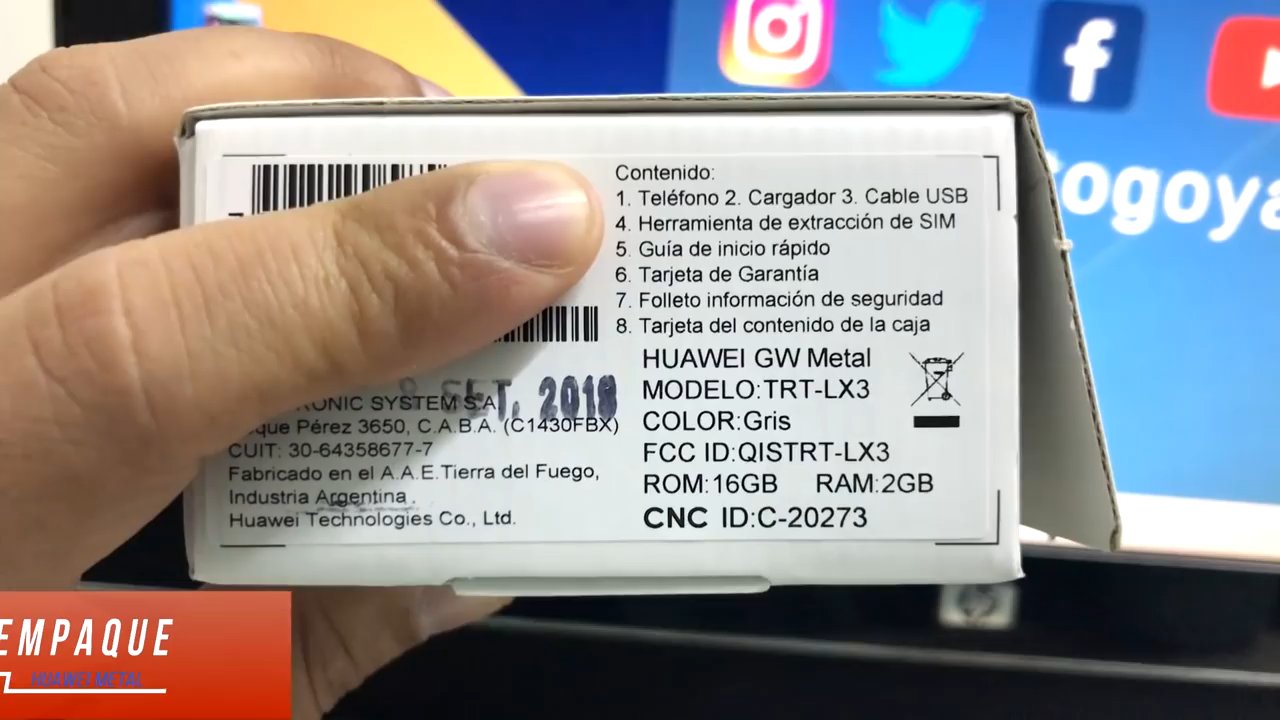 togoya
Contenido:
1. Teléfono 2. Cargador 3. Cable USB
4. Herramienta de extracción de SIM
5. Guía de inicio rápido
6. Tarjeta de Garantía
7. Folleto información de seguridad
8. Tarjeta del contenido de la caja
HUAWEI GW Metal
MODELO:TRT-LX3
COLOR:Gris
FCC ID:QISTRT-LX3
ROM:16GB RAM:2GB
CNC ID:C-20273
SET. 2018
RONIC SYSTEM S.A
que Pérez 3650, C.A.B.A. (C1430FBX)
CUIT: 30-64358677-7
Fabricado en el A.A.E.Tierra del Fuego,
Industria Argentina.
Huawei Technologies Co., Ltd.
EMPAQUE
HUAWEI METAL